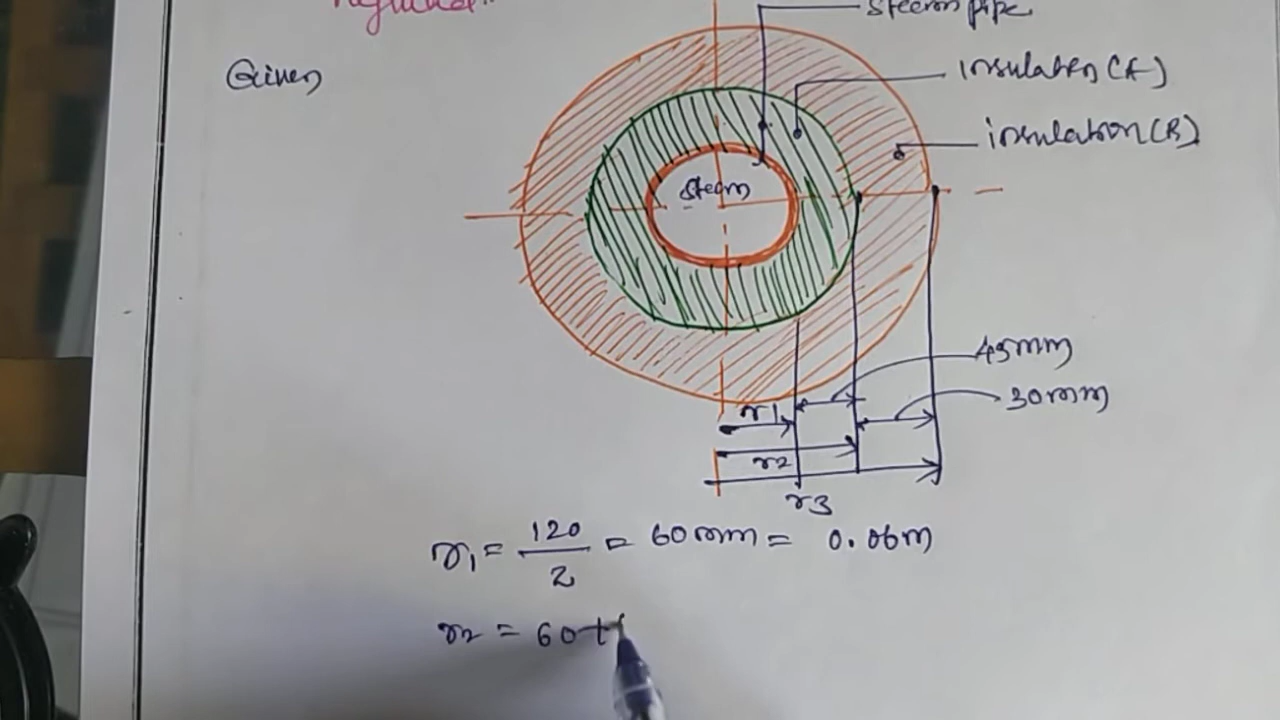 Steam pipe
Given
insulation(A)
insulation(B)
steam
45mm
30mm
r1
r2
r3
r1 = 120/2 = 60mm = 0.06m
r2 = 60+